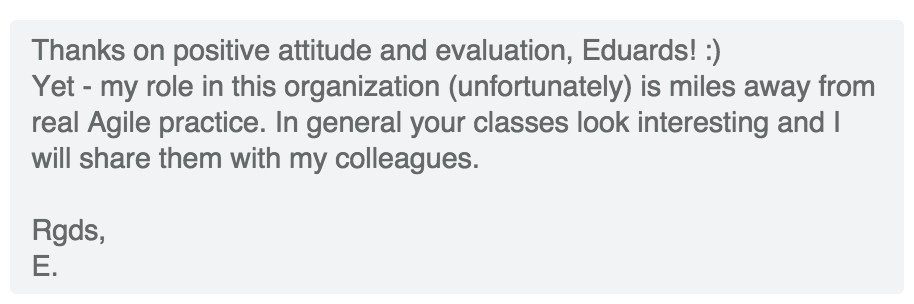 Thanks on positive attitude and evaluation, Eduards! :)
Yet - my role in this organization (unfortunately) is miles away from
real Agile practice. In general your classes look interesting and I
will share them with my colleagues.
Rgds,
E.